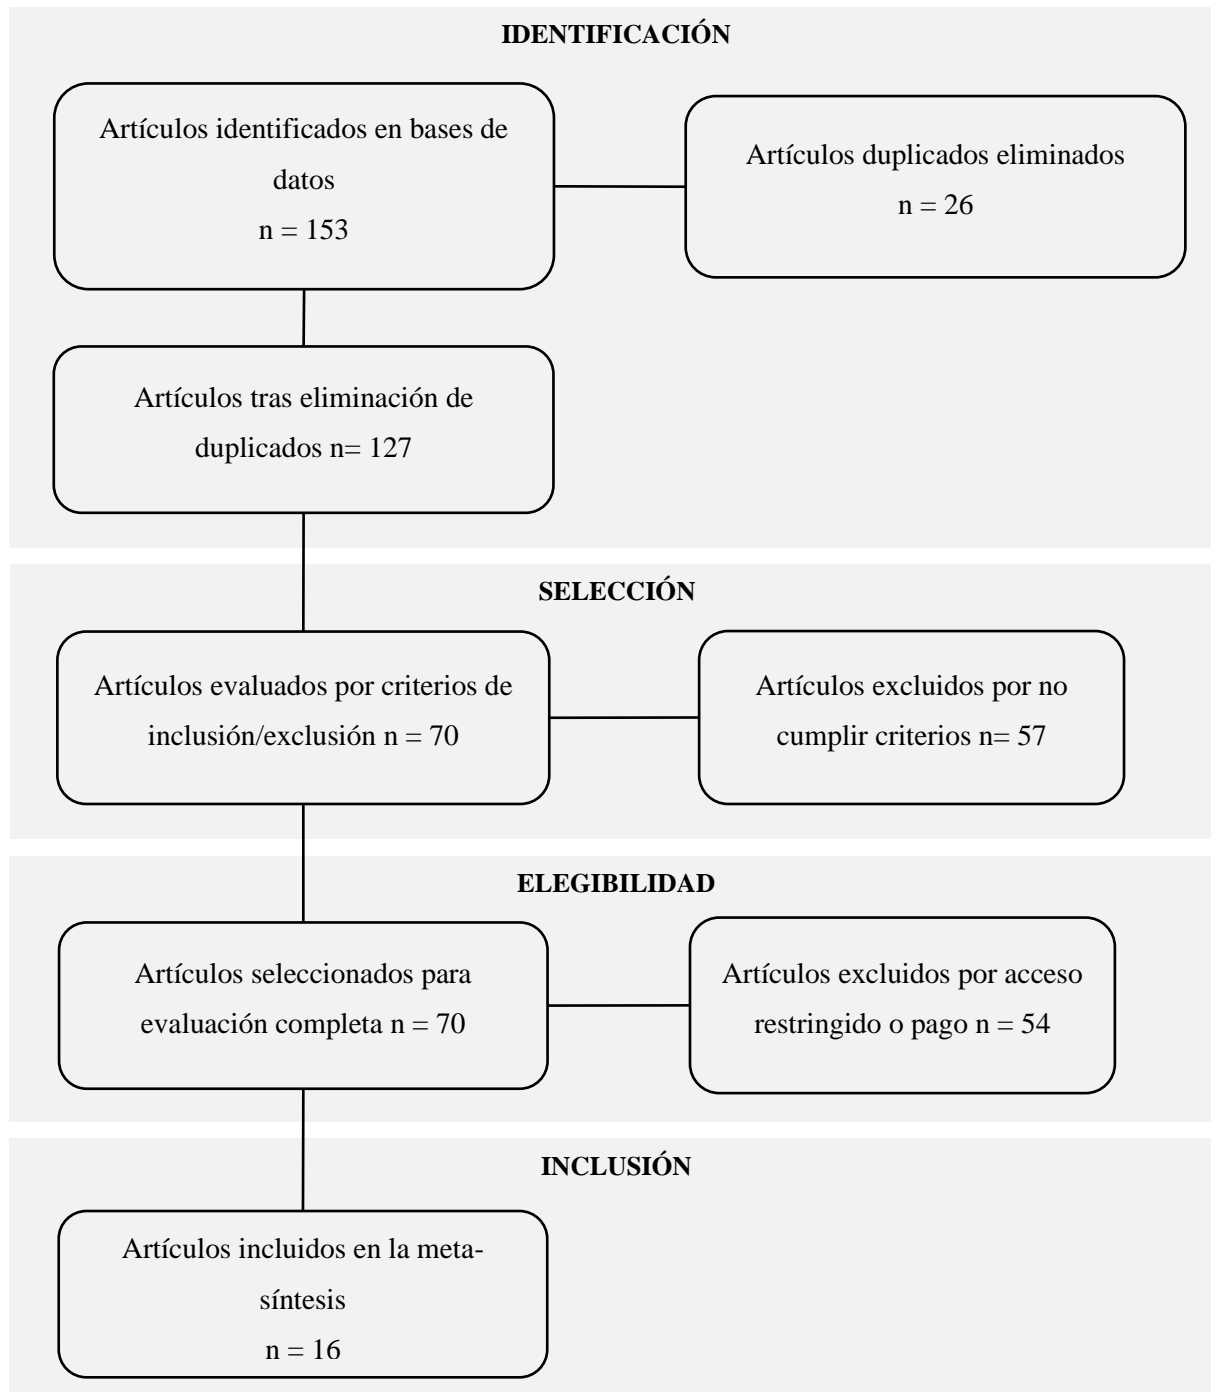 IDENTIFICACIÓN
Artículos identificados en bases de
datos
n = 153
Artículos duplicados eliminados
n = 26
Artículos tras eliminación de
duplicados n= 127
SELECCIÓN
Artículos evaluados por criterios de
inclusión/exclusión n = 70
Artículos excluidos por no
cumplir criterios n= 57
ELEGIBILIDAD
Artículos seleccionados para
evaluación completa n = 70
Artículos excluidos por acceso
restringido o pago n = 54
INCLUSIÓN
Artículos incluidos en la meta-
síntesis
n = 16